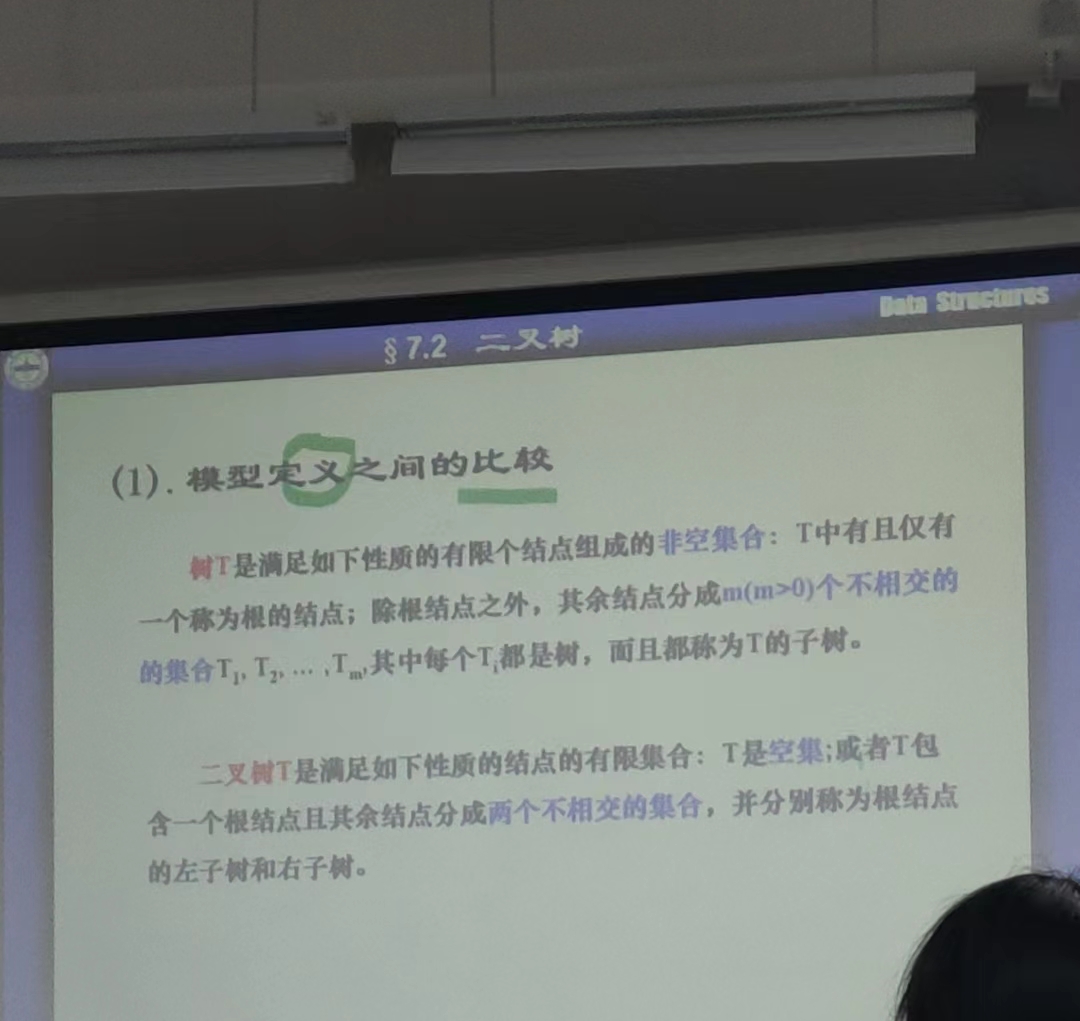 Data Structures
§7.2 二叉树
(1). 模型定义之间的比较
树T是满足如下性质的有限个结点组成的非空集合：T中有且仅有
一个称为根的结点；除根结点之外，其余结点分成m(m>0)个不相交的
的集合T1, T2, … ,Tm,其中每个Ti都是树，而且都称为T的子树。
二叉树T是满足如下性质的结点的有限集合：T是空集;或者T包
含一个根结点且其余结点分成两个不相交的集合，并分别称为根结点
的左子树和右子树。